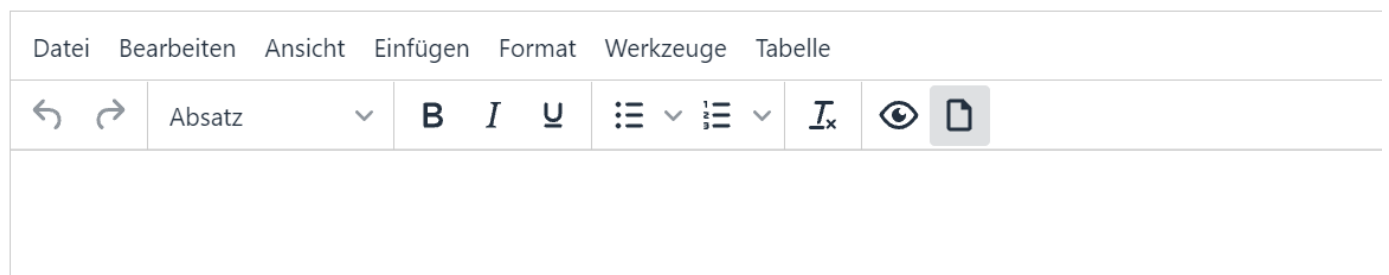 Datei Bearbeiten Ansicht Einfügen Format Werkzeuge Tabelle
Absatz B I U